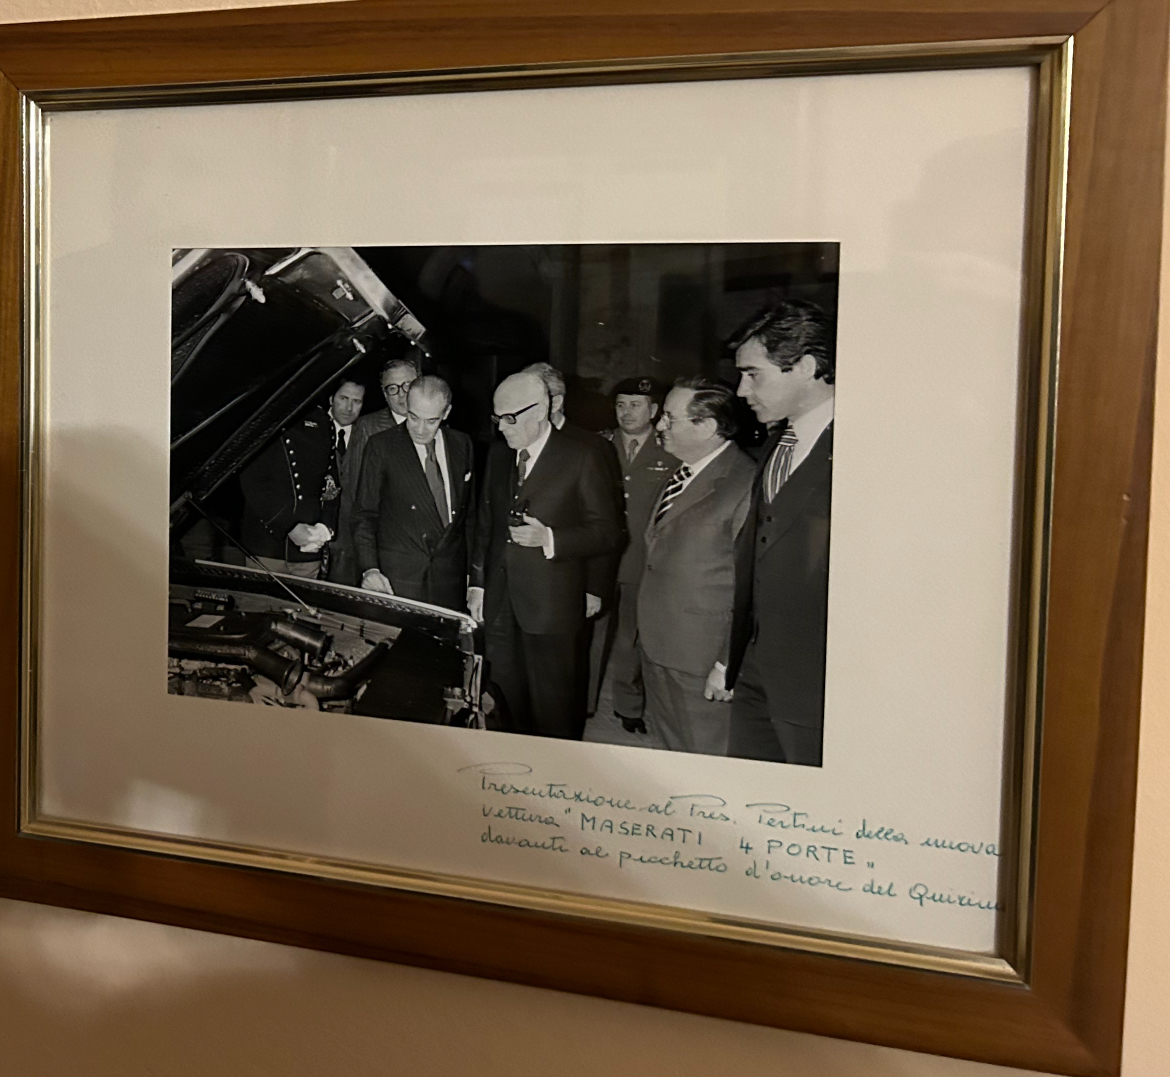 Presentazione al Pres. Pertini della nuova
vettura "MASERATI 4 PORTE"
davanti al picchetto d'onore del